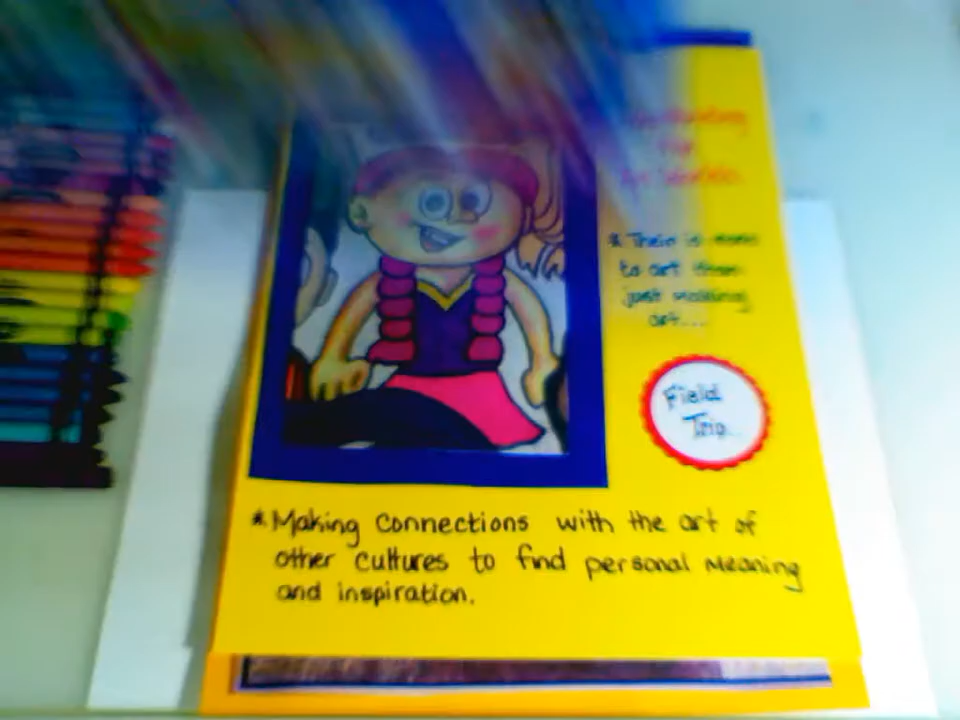 * Their is more
to art than
just making
art...
Field
Trip
* Making Connections with the art of
other cultures to find personal meaning
and inspiration.